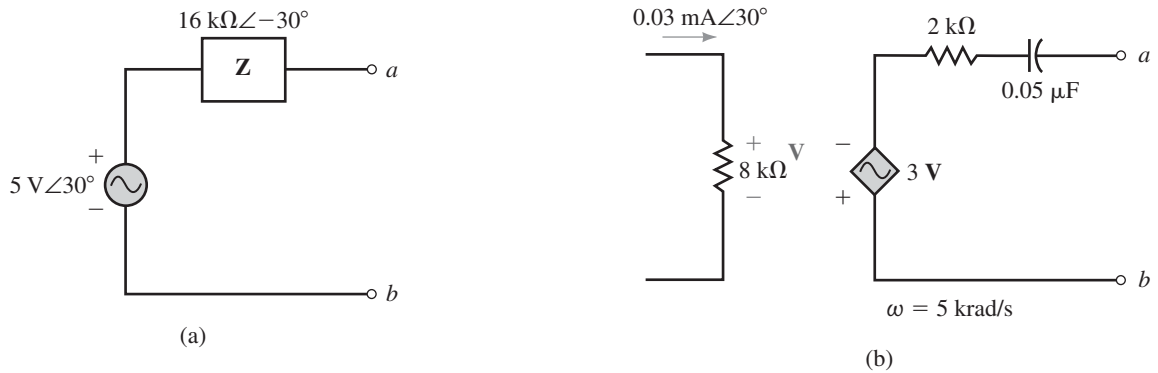 16 kΩ∠−30°
Z
a
+
5 V∠30°
−
b
(a)
0.03 mA∠30°
+
V
8 kΩ
−
2 kΩ
0.05 μF
a
−
3 V
+
b
ω = 5 krad/s
(b)